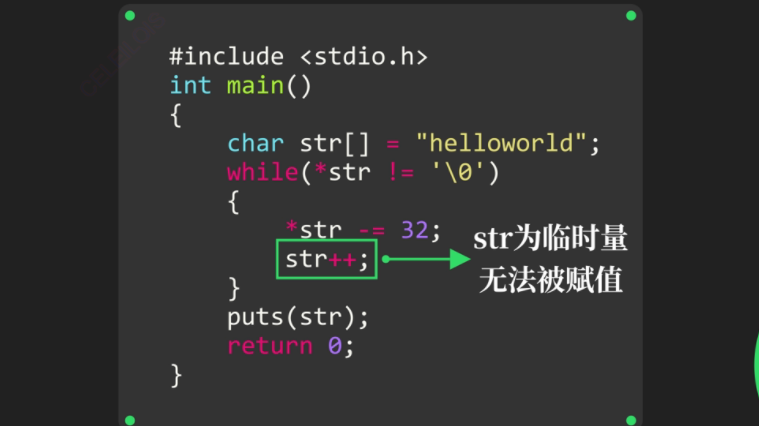 #include <stdio.h>
int main()
{
    char str[] = "helloworld";
    while(*str != '\0')
    {
        *str -= 32;
        str++;
str为临时量
无法被赋值
    }
    puts(str);
    return 0;
}